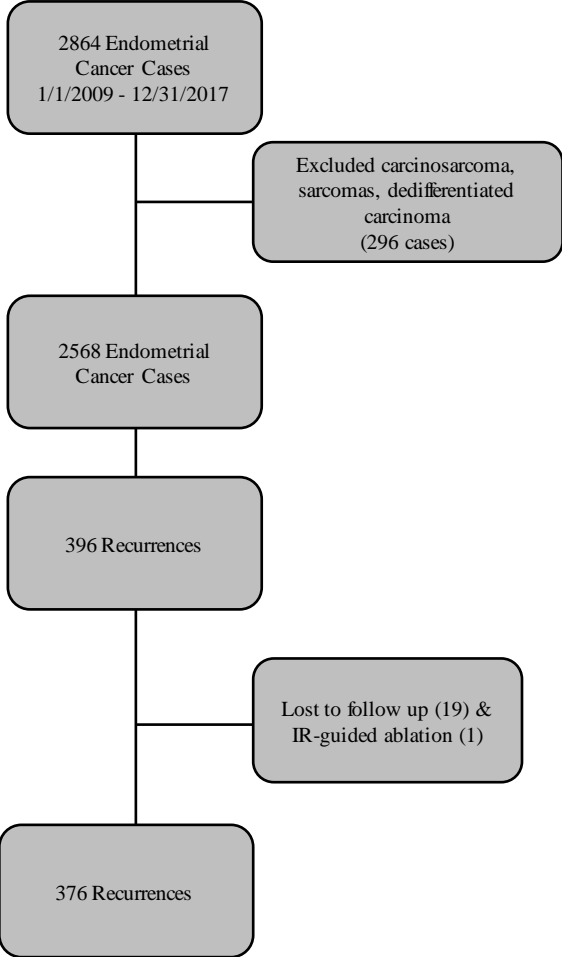 2864 Endometrial
Cancer Cases
1/1/2009 - 12/31/2017
Excluded carcinosarcoma,
sarcomas, dedifferentiated
carcinoma
(296 cases)
2568 Endometrial
Cancer Cases
396 Recurrences
Lost to follow up (19) &
IR-guided ablation (1)
376 Recurrences